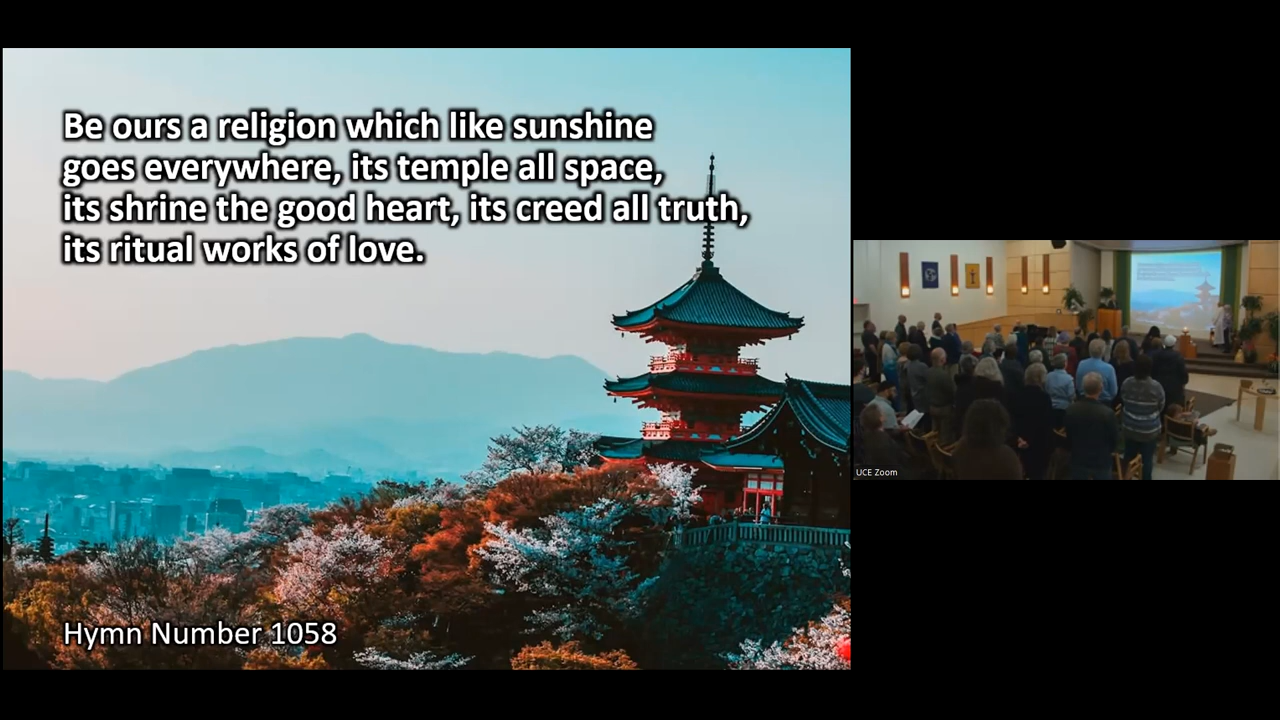 Be ours a religion which like sunshine
goes everywhere, its temple all space,
its shrine the good heart, its creed all truth,
its ritual works of love.
Hymn Number 1058
UCE Zoom